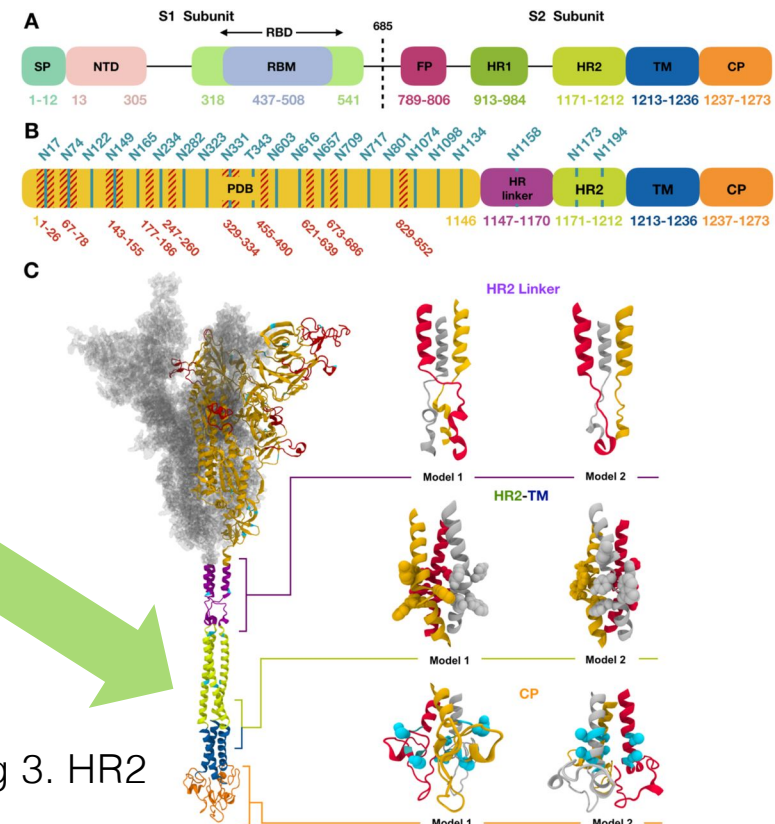 A
S1 Subunit
S2 Subunit
RBD
685
SP NTD RBM FP HR1 HR2 TM CP
1-12 13 305 318 437-508 541 789-806 913-984 1171-1212 1213-1236 1237-1273
B
N17 N74 N122 N149 N165 N234 N282 N323 N331 T343 N603 N616 N657 N709 N717 N801 N1074 N1098 N1134 N1158 N1173 N1194
PDB HR linker HR2 TM CP
1 1146 1147-1170 1171-1212 1213-1236 1237-1273
1-26 67-78 143-155 177-186 247-260 329-334 455-490 621-639 673-686 829-852
C
HR2 Linker
Model 1 Model 2
HR2-TM
Model 1 Model 2
CP
g 3. HR2
Model 1 Model 2